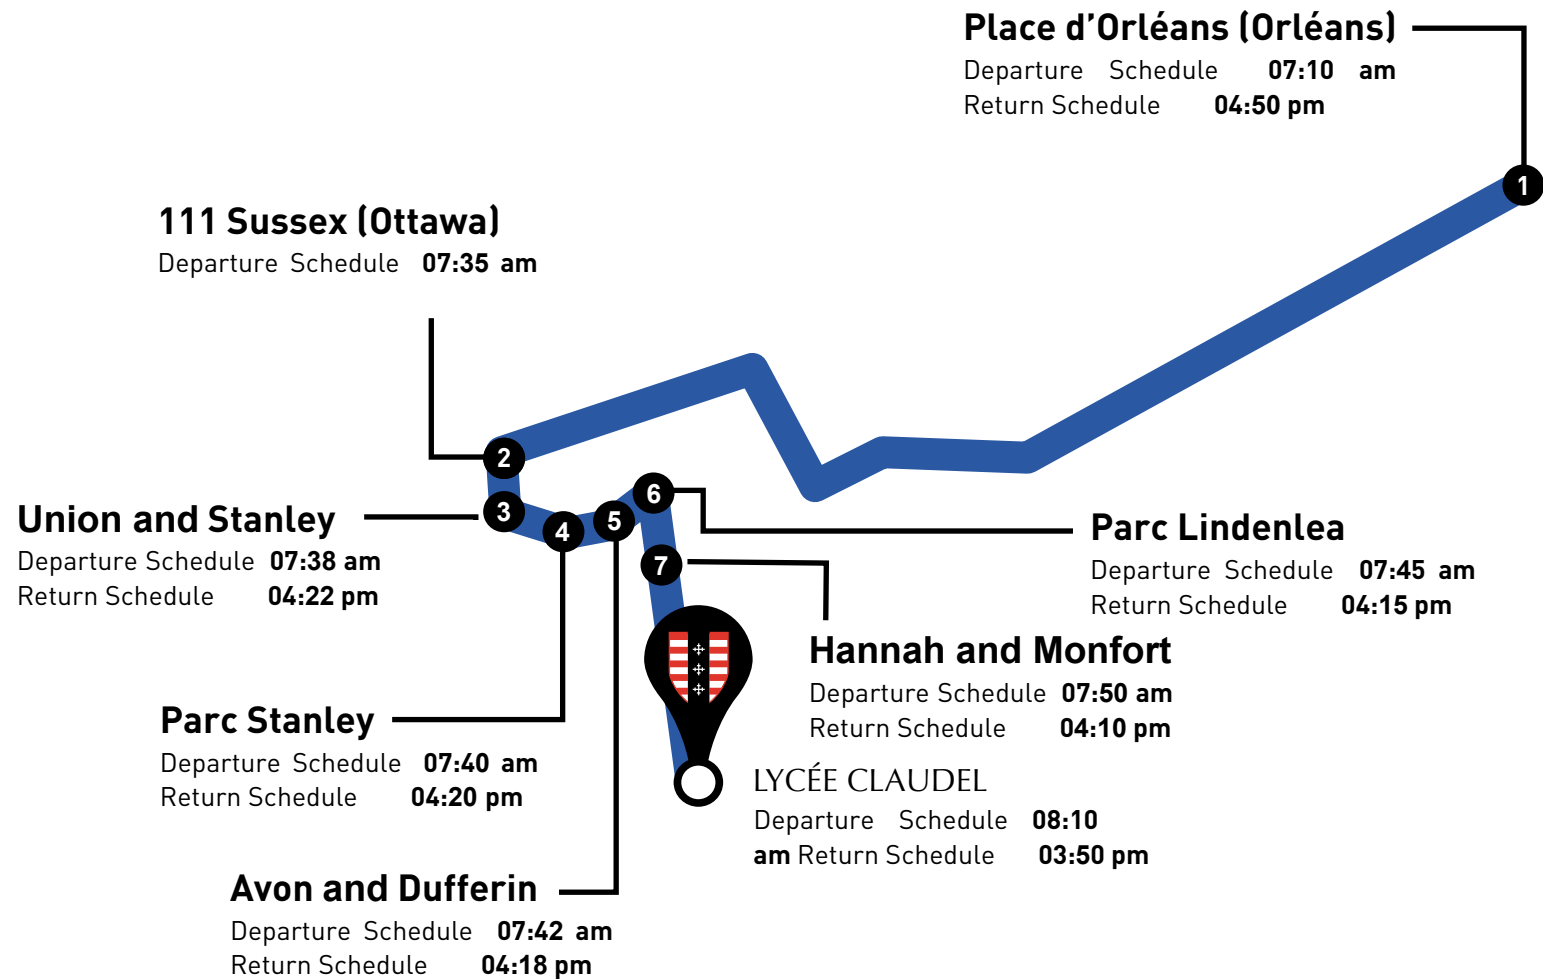 Place d’Orléans (Orléans)
Departure Schedule 07:10 am
Return Schedule 04:50 pm
1
111 Sussex (Ottawa)
Departure Schedule 07:35 am
2
3
4
5
6
7
Union and Stanley
Departure Schedule 07:38 am
Return Schedule 04:22 pm
Parc Lindenlea
Departure Schedule 07:45 am
Return Schedule 04:15 pm
Hannah and Monfort
Departure Schedule 07:50 am
Return Schedule 04:10 pm
Parc Stanley
Departure Schedule 07:40 am
Return Schedule 04:20 pm
LYCÉE CLAUDEL
Departure Schedule 08:10
am Return Schedule 03:50 pm
Avon and Dufferin
Departure Schedule 07:42 am
Return Schedule 04:18 pm